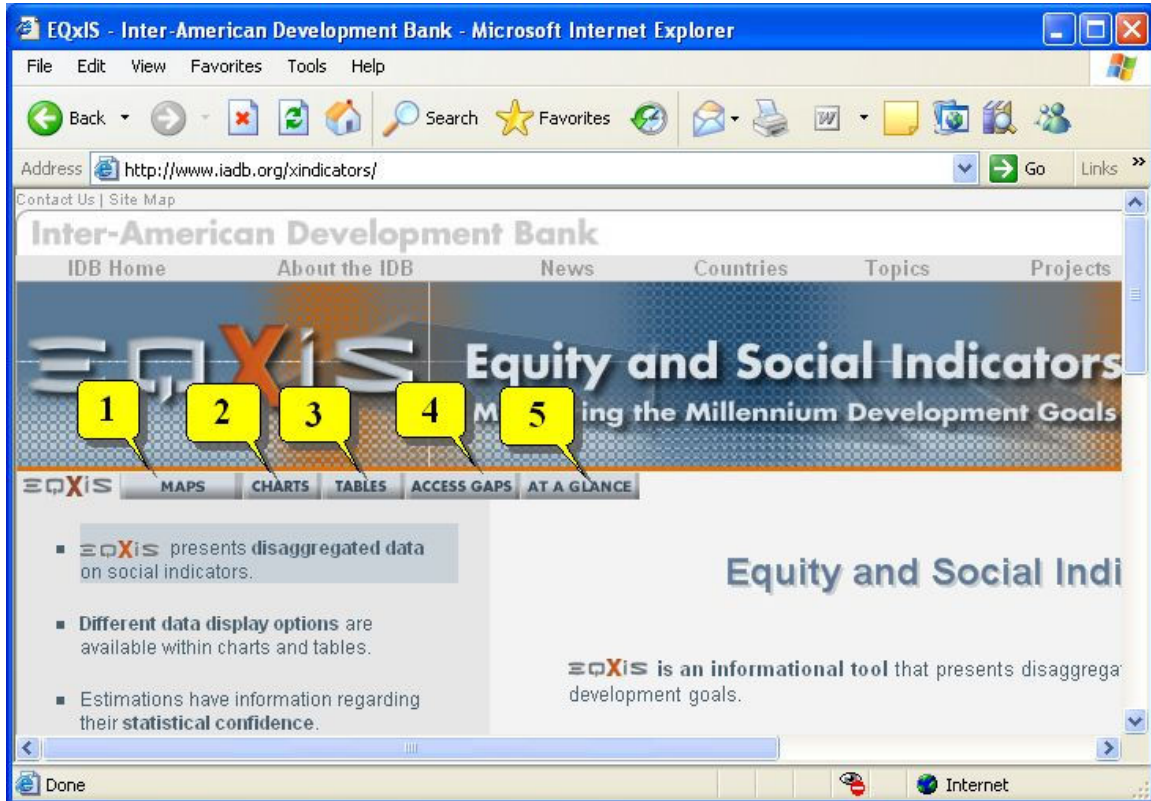 EQxIS - Inter-American Development Bank - Microsoft Internet Explorer
File Edit View Favorites Tools Help
Back Search Favorites
Address http://www.iadb.org/xindicators/ Go Links »
Contact Us | Site Map
Inter-American Development Bank
IDB Home About the IDB News Countries Topics Projects
EQXiS Equity and Social Indicators
1 2 3 4 5
ing the Millennium Development Goals
EQXiS MAPS CHARTS TABLES ACCESS GAPS AT A GLANCE
EQXiS presents disaggregated data
on social indicators.
Equity and Social Indi
Different data display options are
available within charts and tables.
EQXiS is an informational tool that presents disaggrega
development goals.
Estimations have information regarding
their statistical confidence.
Done Internet